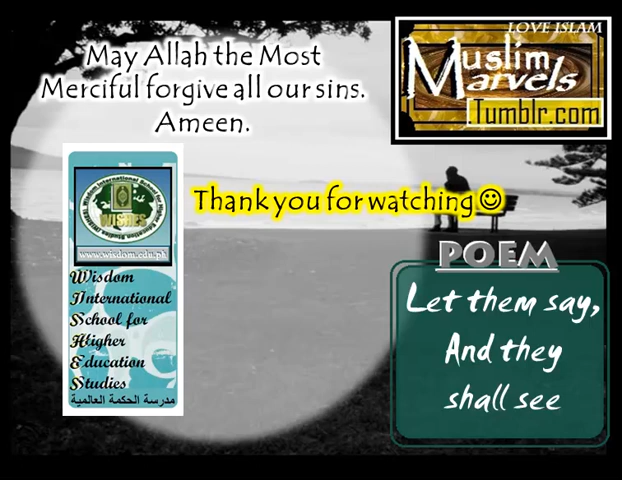 May Allah the Most
Merciful forgive all our sins.
Ameen.
LOVE ISLAM
Muslim
Marvels
.Tumblr.com
Thank you for watching ☺
WISHES
www.wisdom.edu.ph
Wisdom
International
School for
Higher
Education
Studies
مدرسة الحكمة العالمية
POEM
Let them say,
And they
shall see